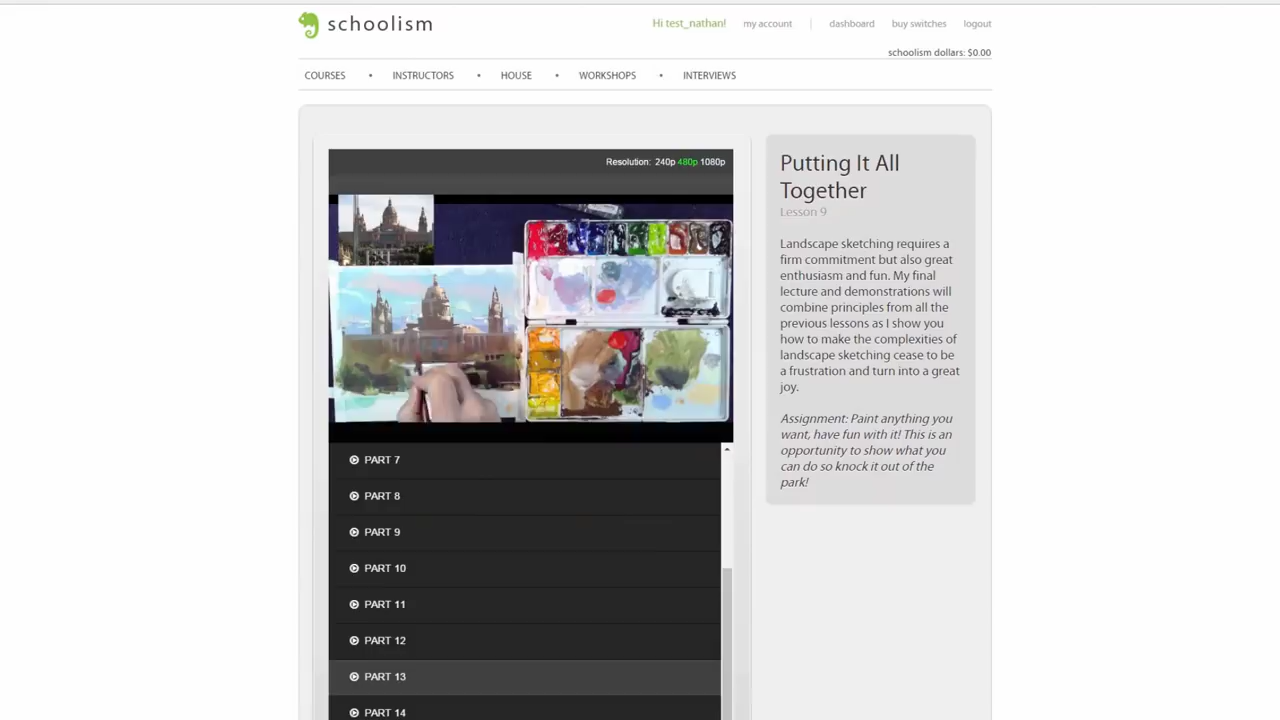 schoolism
Hi test_nathan! my account dashboard buy switches logout
schoolism dollars: $0.00
COURSES • INSTRUCTORS • HOUSE • WORKSHOPS • INTERVIEWS
Resolution: 240p 480p 1080p
PART 7
PART 8
PART 9
PART 10
PART 11
PART 12
PART 13
PART 14
Putting It All
Together
Lesson 9
Landscape sketching requires a
firm commitment but also great
enthusiasm and fun. My final
lecture and demonstrations will
combine principles from all the
previous lessons as I show you
how to make the complexities of
landscape sketching cease to be
a frustration and turn into a great
joy.
Assignment: Paint anything you
want, have fun with it! This is an
opportunity to show what you
can do so knock it out of the
park!